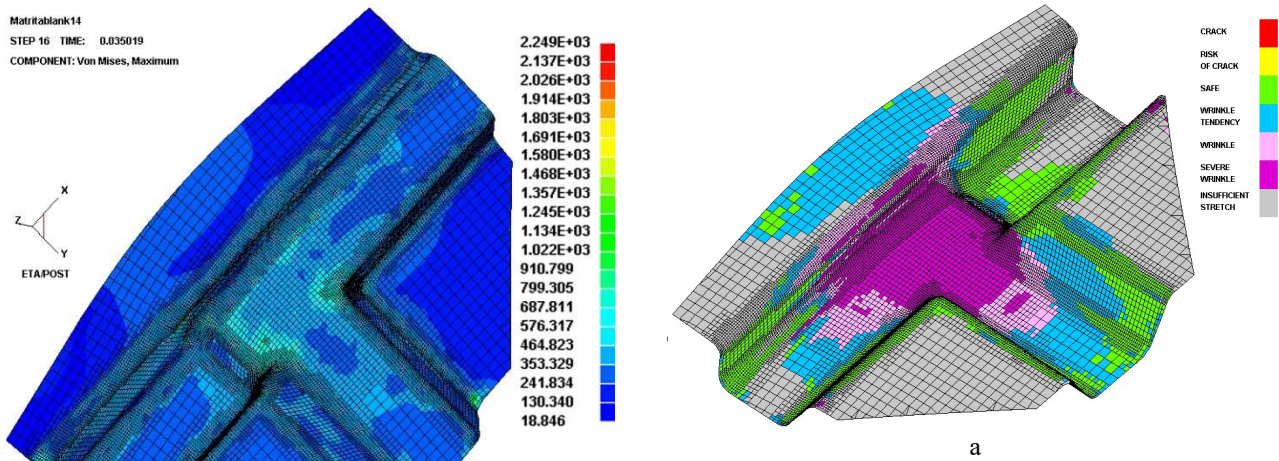 Matritablank14
STEP 16 TIME: 0.035019
COMPONENT: Von Mises, Maximum
2.249E+03
2.137E+03
2.026E+03
1.914E+03
1.803E+03
1.691E+03
1.580E+03
1.468E+03
1.357E+03
1.245E+03
1.134E+03
1.022E+03
910.799
799.305
687.811
576.317
464.823
353.329
241.834
130.340
18.846
X
Z
Y
ETA/POST
CRACK
RISK
OF CRACK
SAFE
WRINKLE
TENDENCY
WRINKLE
SEVERE
WRINKLE
INSUFFICIENT
STRETCH
a